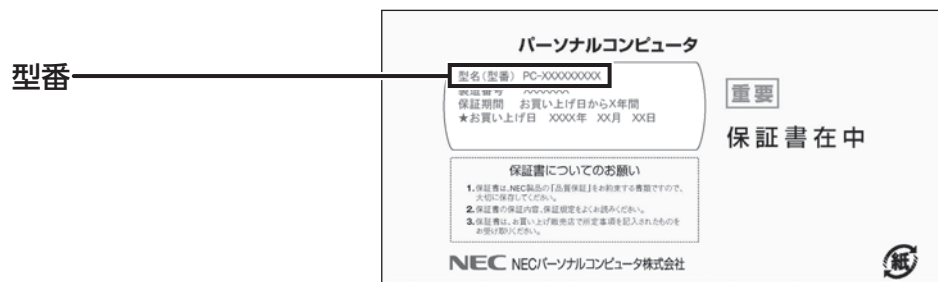 パーソナルコンピュータ
型番
型名(型番) PC-XXXXXXXXX
製造番号 XXXXXXX
保証期間 お買い上げ日からX年間
★お買い上げ日 XXXX年 XX月 XX日
重要
保証書在中
保証書についてのお願い
1.保証書は、NEC製品の「品質保証」をお約束する書類ですので、
大切に保存してください。
2.保証書の保証内容、保証規定をよくお読みください。
3.保証書は、お買い上げ販売店で所定事項を記入されたものを
お受け取りください。
NEC NECパーソナルコンピュータ株式会社
紙